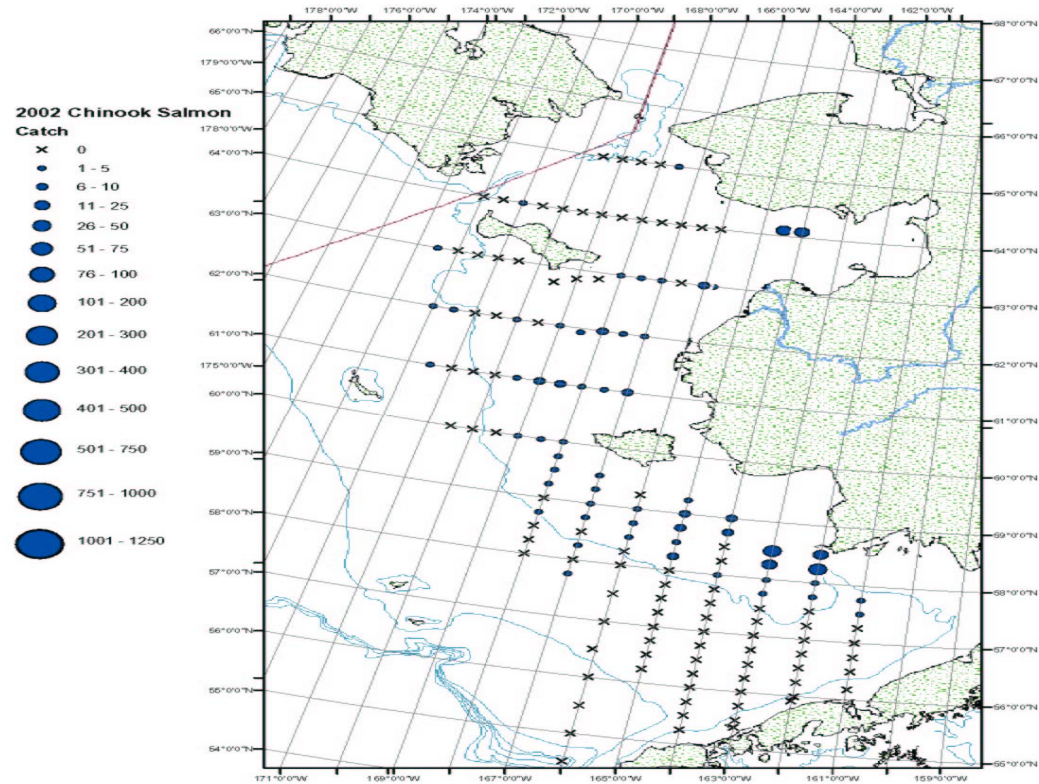 178°0'0"W 176°0'0"W 174°0'0"W 172°0'0"W 170°0'0"W 168°0'0"W 166°0'0"W 164°0'0"W 162°0'0"W
66°0'0"N
179°0'0"W
65°0'0"N
178°0'0"W
64°0'0"N
63°0'0"N
62°0'0"N
61°0'0"N
175°0'0"W
60°0'0"N
59°0'0"N
58°0'0"N
57°0'0"N
56°0'0"N
55°0'0"N
54°0'0"N
2002 Chinook Salmon
Catch
0
1 - 5
6 - 10
11 - 25
26 - 50
51 - 75
76 - 100
101 - 200
201 - 300
301 - 400
401 - 500
501 - 750
751 - 1000
1001 - 1250
68°0'0"N
67°0'0"N
66°0'0"N
65°0'0"N
64°0'0"N
63°0'0"N
62°0'0"N
61°0'0"N
60°0'0"N
59°0'0"N
58°0'0"N
57°0'0"N
56°0'0"N
55°0'0"N
171°0'0"W 169°0'0"W 167°0'0"W 165°0'0"W 163°0'0"W 161°0'0"W 159°0'0"W